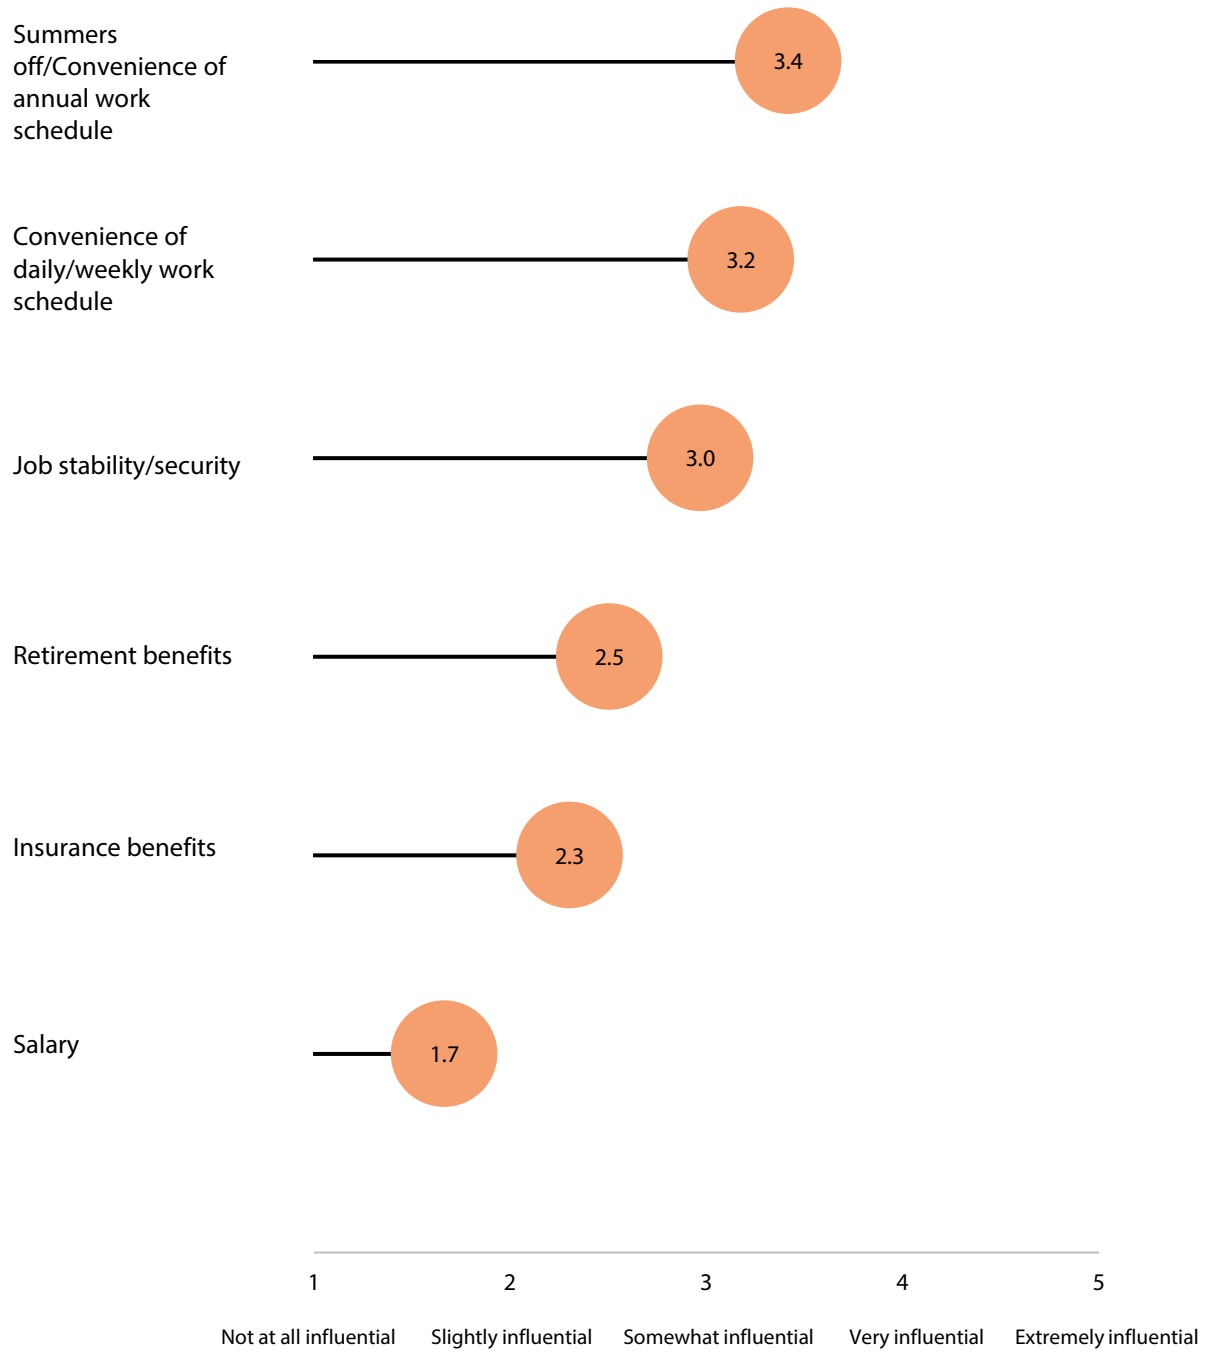 Summers
off/Convenience of
annual work
schedule
3.4
Convenience of
daily/weekly work
schedule
3.2
Job stability/security
3.0
Retirement benefits
2.5
Insurance benefits
2.3
Salary
1.7
1 2 3 4 5
Not at all influential Slightly influential Somewhat influential Very influential Extremely influential